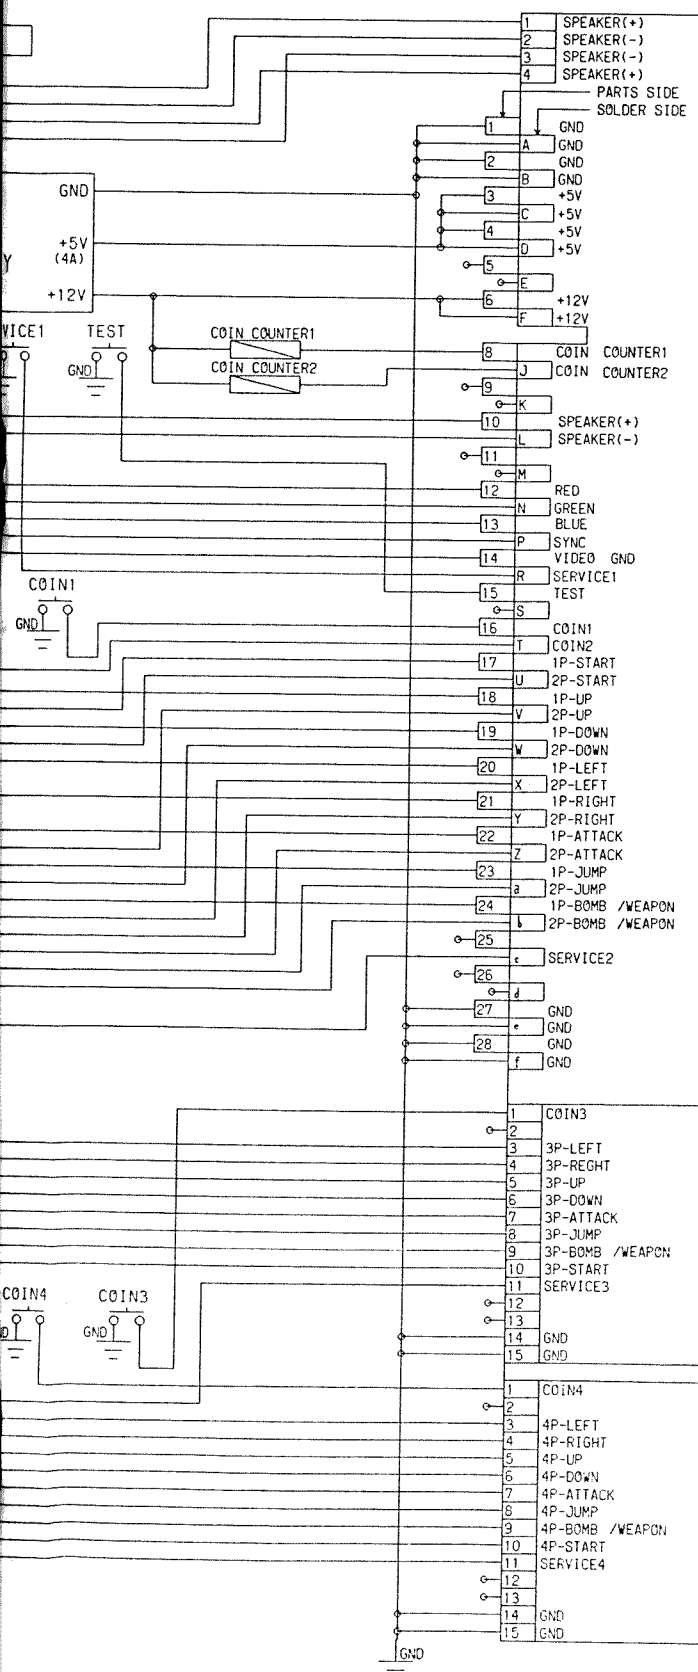 1 SPEAKER(+)
2 SPEAKER(-)
3 SPEAKER(-)
4 SPEAKER(+)
PARTS SIDE
SOLDER SIDE
1 GND
A GND
2 GND
B GND
GND
3 +5V
C +5V
4 +5V
+5V
(4A)
D +5V
Y
5
E
+12V
6 +12V
F +12V
VICE1
TEST
GND
COIN COUNTER1
8 COIN COUNTER1
COIN COUNTER2
J COIN COUNTER2
9
K
10 SPEAKER(+)
L SPEAKER(-)
11
M
12 RED
N GREEN
13 BLUE
P SYNC
14 VIDEO GND
R SERVICE1
COIN1
GND
15 TEST
S
16 COIN1
T COIN2
17 1P-START
U 2P-START
18 1P-UP
V 2P-UP
19 1P-DOWN
W 2P-DOWN
20 1P-LEFT
X 2P-LEFT
21 1P-RIGHT
Y 2P-RIGHT
22 1P-ATTACK
Z 2P-ATTACK
23 1P-JUMP
a 2P-JUMP
24 1P-BOMB /WEAPON
b 2P-BOMB /WEAPON
25
c SERVICE2
26
d
27 GND
e GND
28 GND
f GND
1 COIN3
2
3 3P-LEFT
4 3P-REGHT
5 3P-UP
6 3P-DOWN
7 3P-ATTACK
8 3P-JUMP
9 3P-BOMB /WEAPON
10 3P-START
11 SERVICE3
COIN4
COIN3
GND
12
13
14 GND
15 GND
1 COIN4
2
3 4P-LEFT
4 4P-RIGHT
5 4P-UP
6 4P-DOWN
7 4P-ATTACK
8 4P-JUMP
9 4P-BOMB /WEAPON
10 4P-START
11 SERVICE4
12
13
14 GND
15 GND
GND